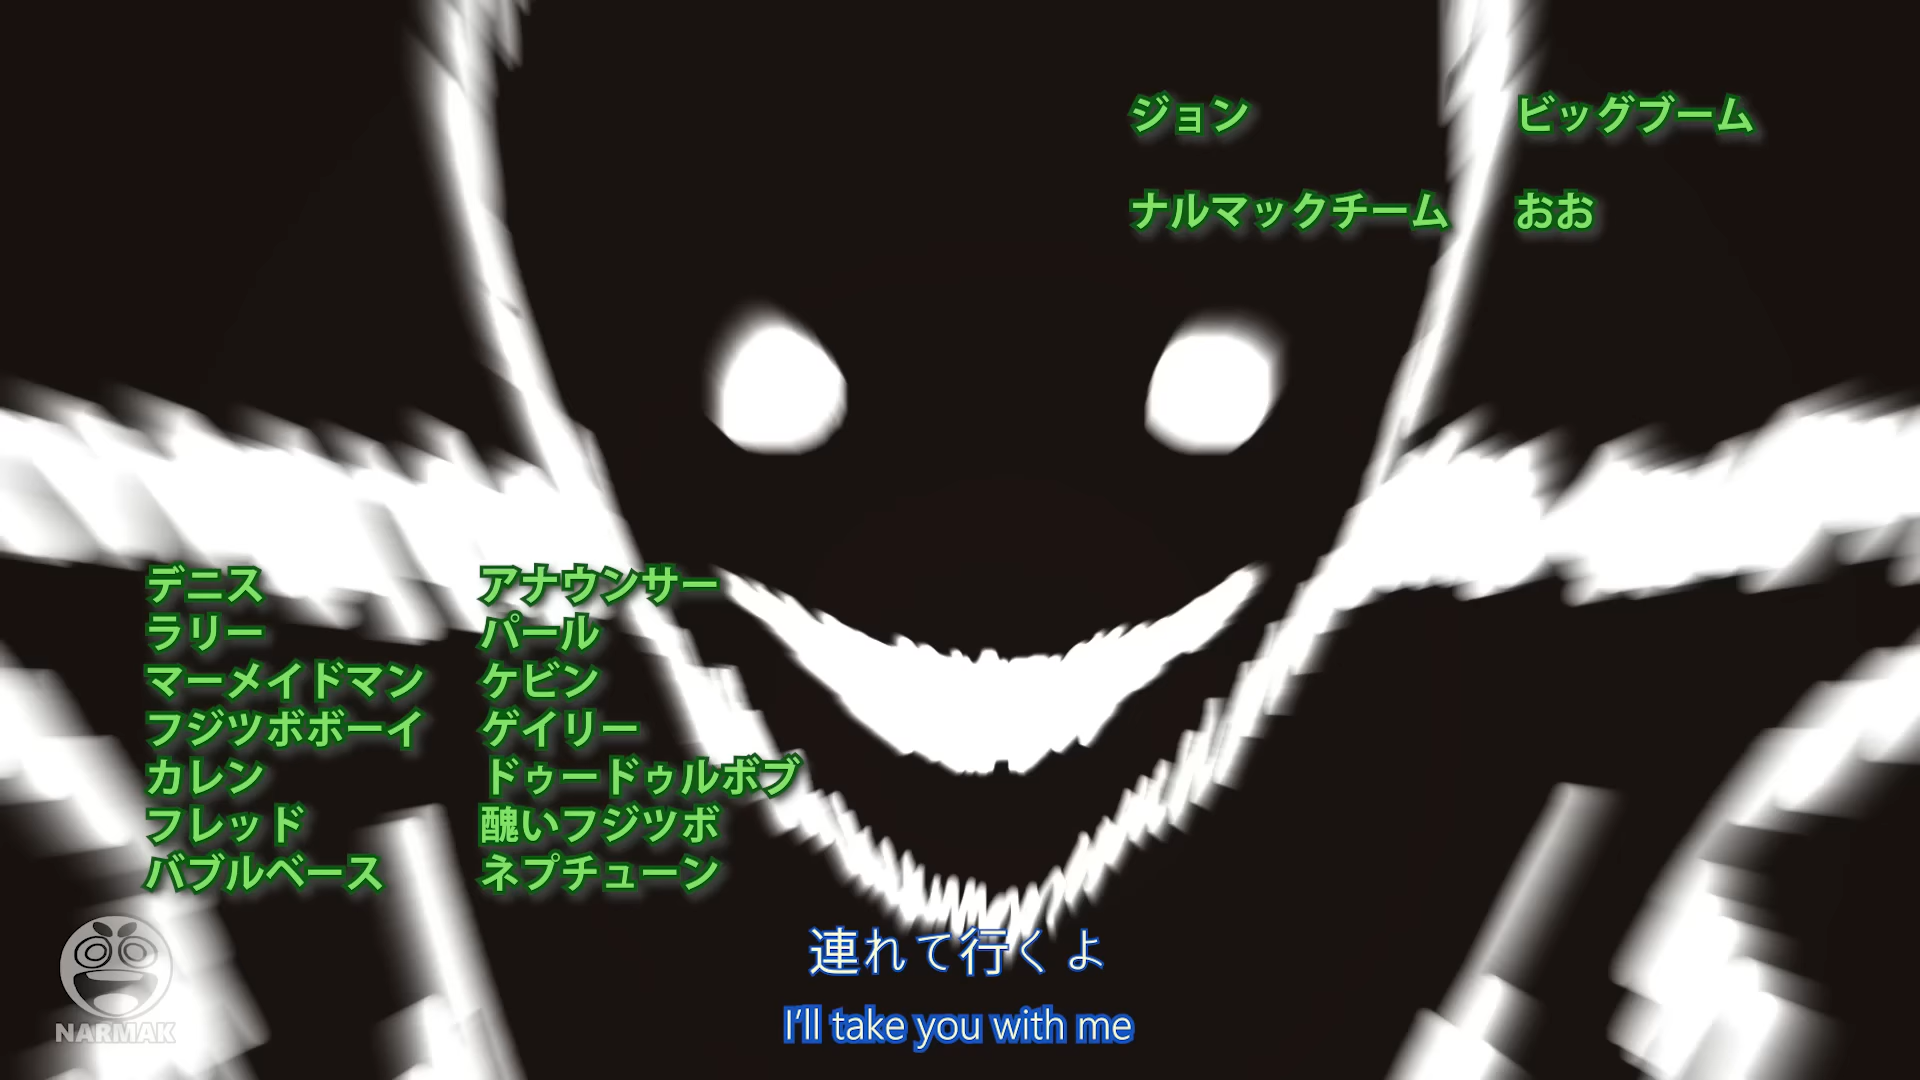 ジョン ビッグブーム
ナルマックチーム おお
デニス アナウンサー
ラリー パール
マーメイドマン ケビン
フジツボボーイ ゲイリー
カレン ドゥードゥルボブ
フレッド 醜いフジツボ
バブルベース ネプチューン
連れて行くよ
I'll take you with me
NARMAK